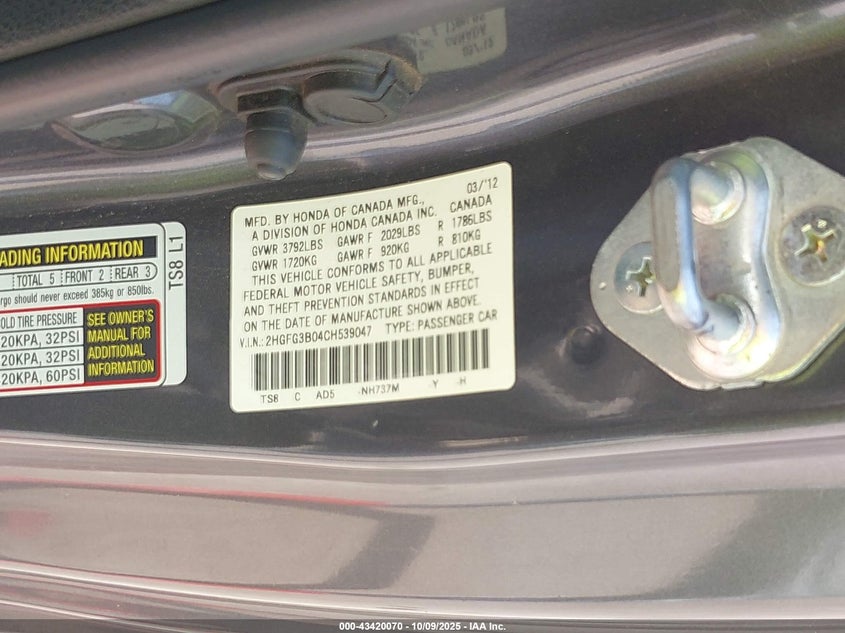 ADING INFORMATION
TOTAL 5 FRONT 2 REAR 3
rgo should never exceed 385kg or 850lbs.
OLD TIRE PRESSURE
20KPA, 32PSI
20KPA, 32PSI
20KPA, 60PSI
SEE OWNER'S
MANUAL FOR
ADDITIONAL
INFORMATION
TS8 L1
MFD. BY HONDA OF CANADA MFG., 03/'12
A DIVISION OF HONDA CANADA INC. CANADA
GVWR 3792LBS GAWR F 2029LBS R 1786LBS
GVWR 1720KG GAWR F 920KG R 810KG
THIS VEHICLE CONFORMS TO ALL APPLICABLE
FEDERAL MOTOR VEHICLE SAFETY, BUMPER,
AND THEFT PREVENTION STANDARDS IN EFFECT
ON THE DATE OF MANUFACTURE SHOWN ABOVE.
V.I.N.: 2HGFG3B04CH539047 TYPE: PASSENGER CAR
TS8 C AD5 -NH737M -Y -H
000-43420070 - 10/09/2025 - IAA Inc.